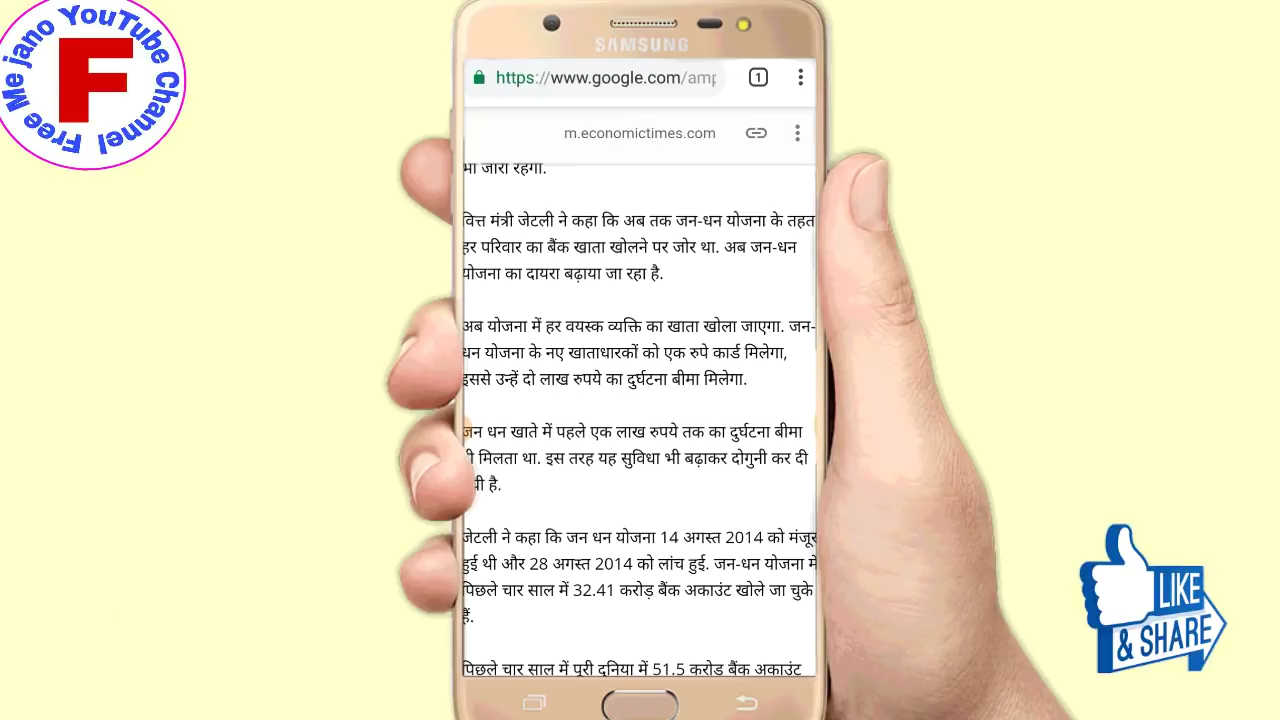 Free Me jano YouTube Channel
F
SAMSUNG
https://www.google.com/amp
1
m.economictimes.com
भी जारी रहेगी.
वित्त मंत्री जेटली ने कहा कि अब तक जन-धन योजना के तहत
हर परिवार का बैंक खाता खोलने पर जोर था. अब जन-धन
योजना का दायरा बढ़ाया जा रहा है.
अब योजना में हर वयस्क व्यक्ति का खाता खोला जाएगा. जन-
धन योजना के नए खाताधारकों को एक रुपे कार्ड मिलेगा,
इससे उन्हें दो लाख रुपये का दुर्घटना बीमा मिलेगा.
जन धन खाते में पहले एक लाख रुपये तक का दुर्घटना बीमा
मिलता था. इस तरह यह सुविधा भी बढ़ाकर दोगुनी कर दी
है.
जेटली ने कहा कि जन धन योजना 14 अगस्त 2014 को मंजूर
हुई थी और 28 अगस्त 2014 को लांच हुई. जन-धन योजना में
पिछले चार साल में 32.41 करोड़ बैंक अकाउंट खोले जा चुके
हैं.
पिछले चार साल में पूरी दुनिया में 51.5 करोड़ बैंक अकाउंट
LIKE
& SHARE